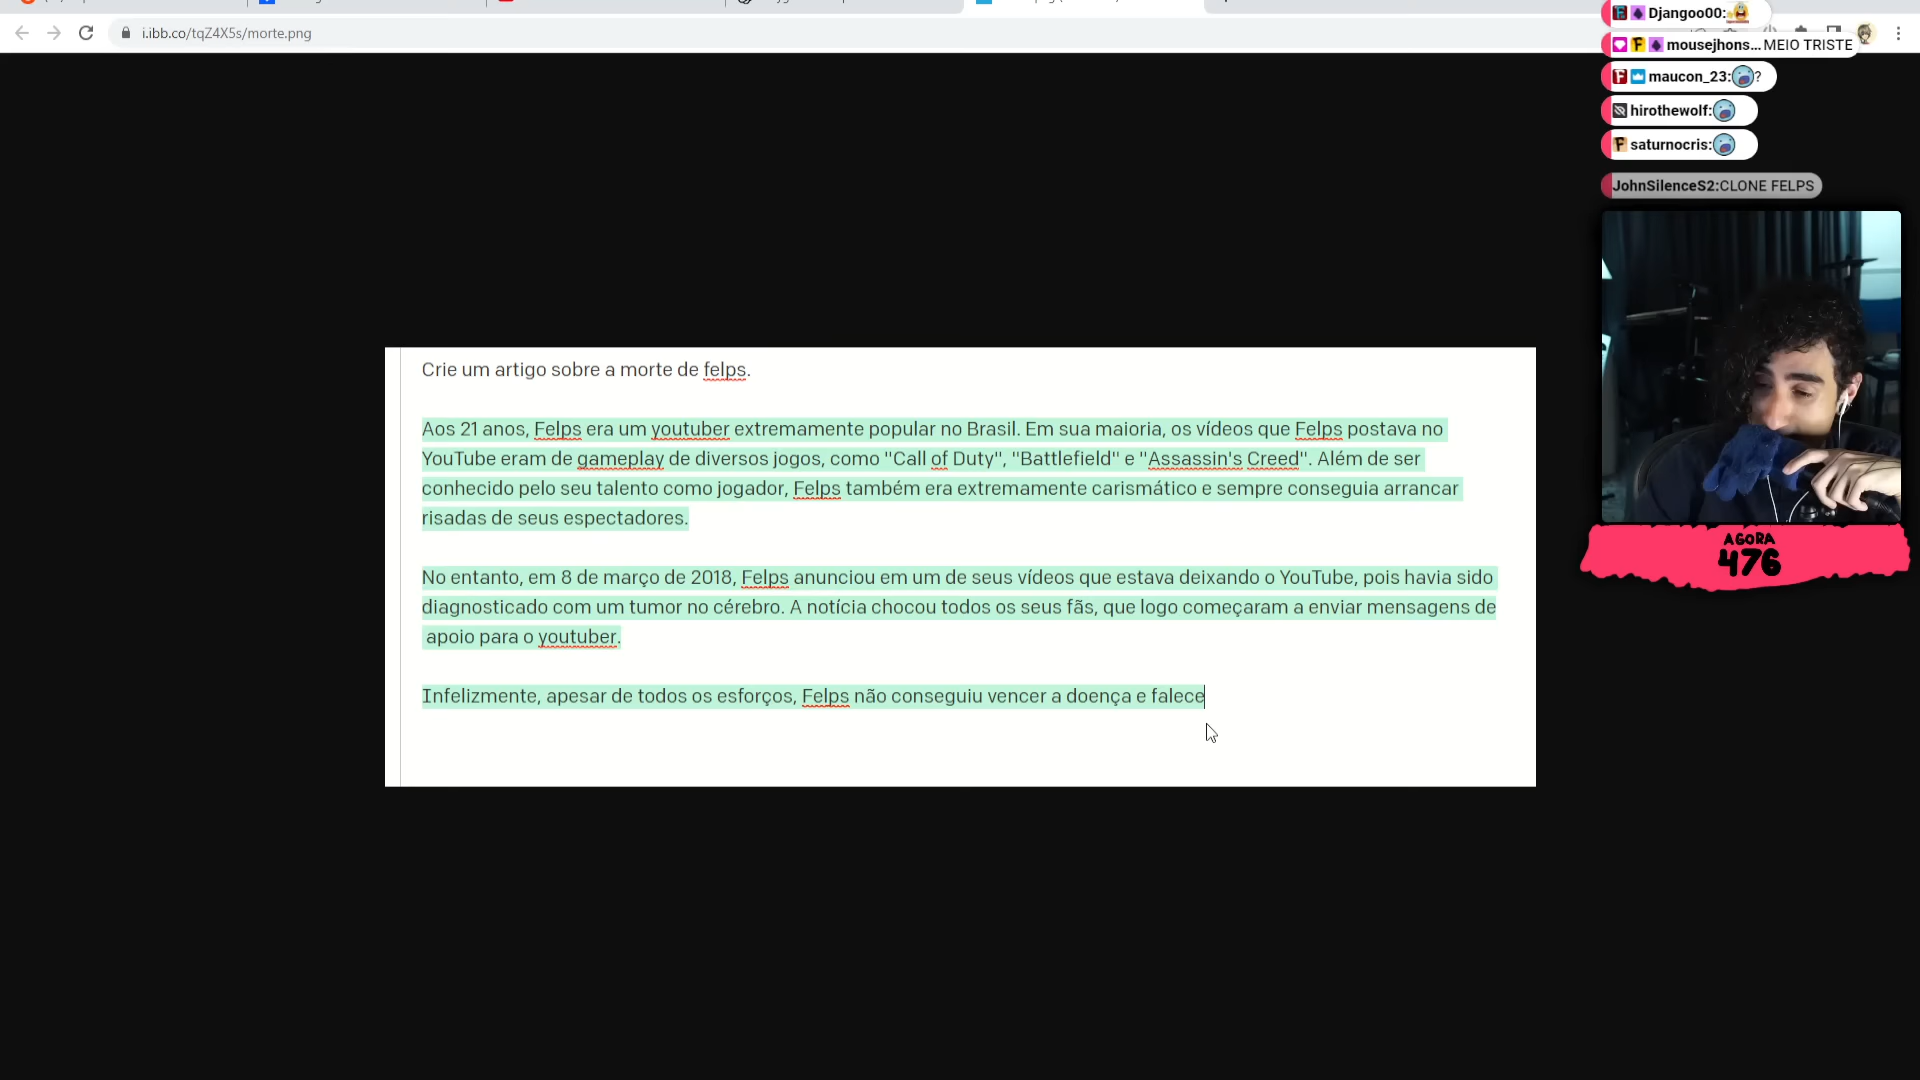 i.ibb.co/tqZ4X5s/morte.png
Djangoo00:
mousejhons... MEIO TRISTE
maucon_23: ?
hirothewolf:
saturnocris:
JohnSilenceS2:CLONE FELPS
Crie um artigo sobre a morte de felps.
Aos 21 anos, Felps era um youtuber extremamente popular no Brasil. Em sua maioria, os vídeos que Felps postava no
YouTube eram de gameplay de diversos jogos, como "Call of Duty", "Battlefield" e "Assassin's Creed". Além de ser
conhecido pelo seu talento como jogador, Felps também era extremamente carismático e sempre conseguia arrancar
risadas de seus espectadores.
No entanto, em 8 de março de 2018, Felps anunciou em um de seus vídeos que estava deixando o YouTube, pois havia sido
diagnosticado com um tumor no cérebro. A notícia chocou todos os seus fãs, que logo começaram a enviar mensagens de
apoio para o youtuber.
Infelizmente, apesar de todos os esforços, Felps não conseguiu vencer a doença e falece
AGORA
476